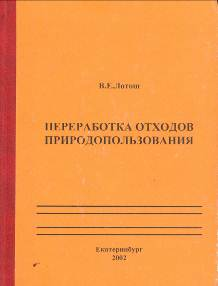 В.Е.Лотош
ПЕРЕРАБОТКА ОТХОДОВ
ПРИРОДОПОЛЬЗОВАНИЯ
Екатеринбург
2002